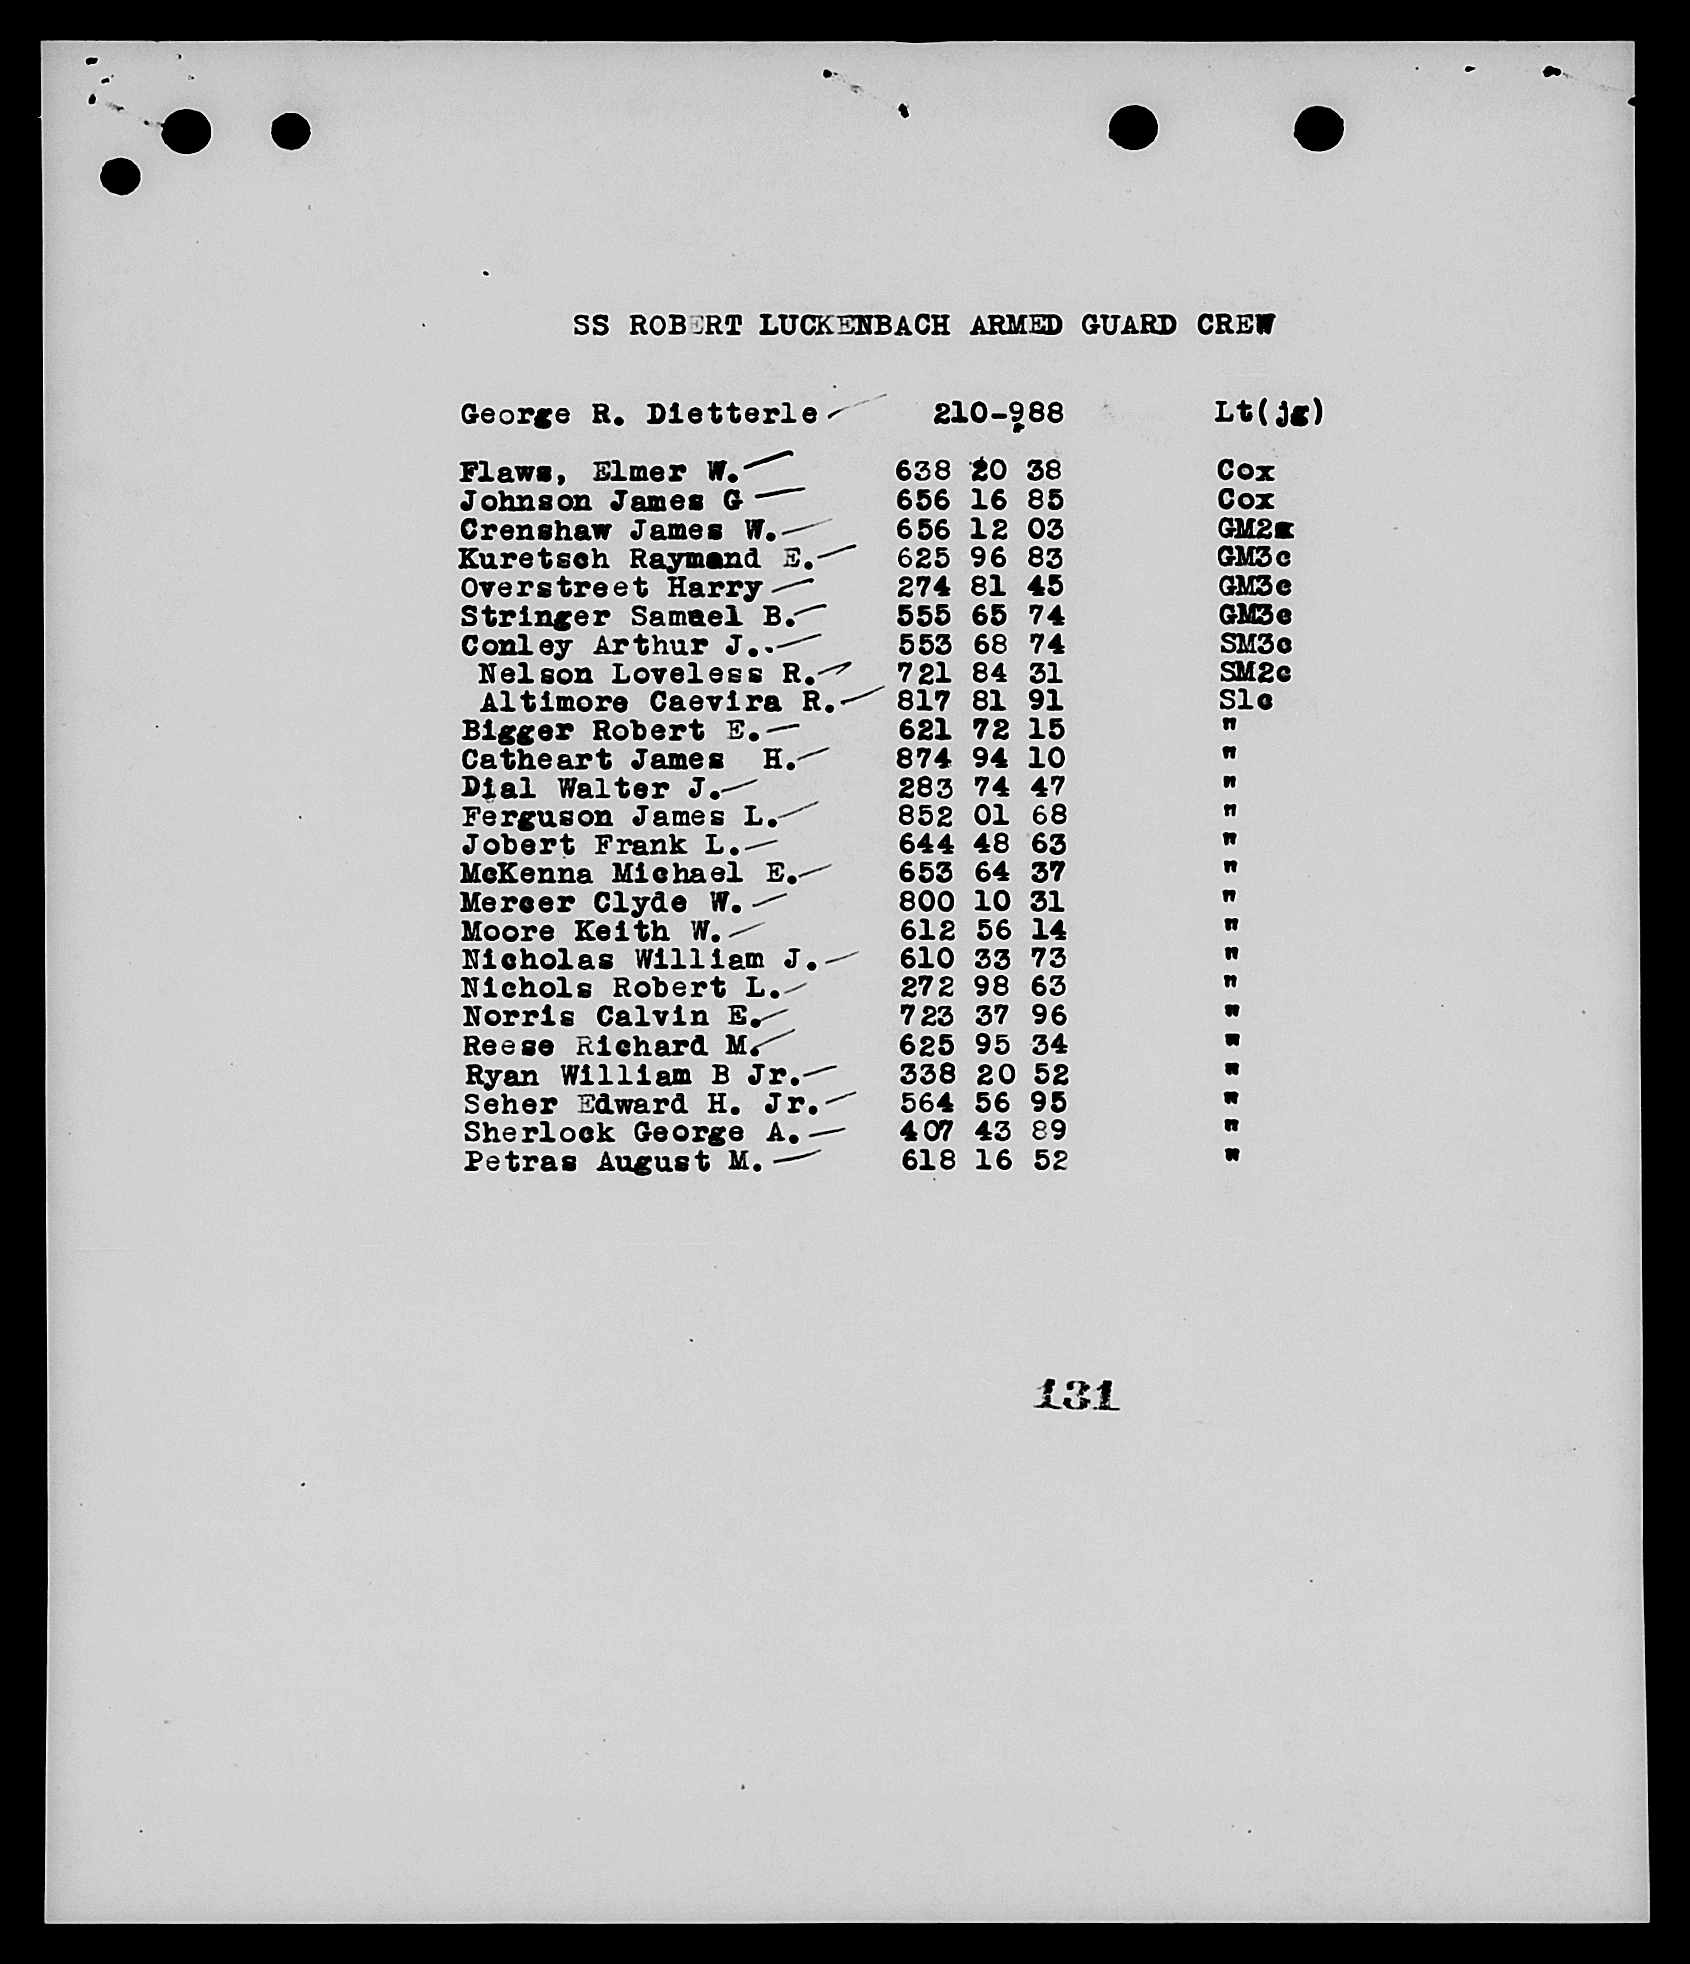 SS ROBERT LUCKENBACH ARMED GUARD CREW
George R. Dietterle 210-988 Lt(jg)
Flaws, Elmer W. 638 20 38 Cox
Johnson James G 656 16 85 Cox
Crenshaw James W. 656 12 03 GM2c
Kuretsch Raymond E. 625 96 83 GM3c
Overstreet Harry 274 81 45 GM3c
Stringer Samuel B. 555 65 74 GM3c
Conley Arthur J. 553 68 74 SM3c
Nelson Loveless R. 721 84 31 SM2c
Altimore Caevira R. 817 81 91 S1c
Bigger Robert E. 621 72 15 "
Catheart James H. 874 94 10 "
Dial Walter J. 283 74 47 "
Ferguson James L. 852 01 68 "
Jobert Frank L. 644 48 63 "
McKenna Michael E. 653 64 37 "
Mercer Clyde W. 800 10 31 "
Moore Keith W. 612 56 14 "
Nicholas William J. 610 33 73 "
Nichols Robert L. 272 98 63 "
Norris Calvin E. 723 37 96 "
Reese Richard M. 625 95 34 "
Ryan William B Jr. 338 20 52 "
Seher Edward H. Jr. 564 56 95 "
Sherlock George A. 407 43 89 "
Petras August M. 618 16 52 "
131